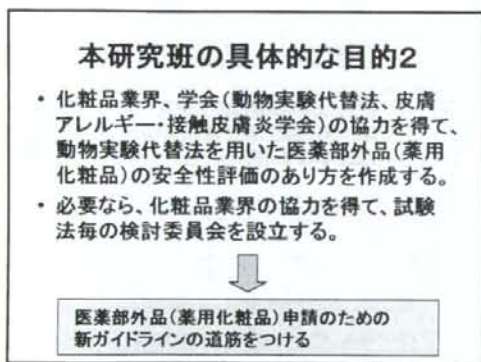 本研究班の具体的な目的2
・ 化粧品業界、学会(動物実験代替法、皮膚
アレルギー・接触皮膚炎学会)の協力を得て、
動物実験代替法を用いた医薬部外品(薬用
化粧品)の安全性評価のあり方を作成する。
・ 必要なら、化粧品業界の協力を得て、試験
法毎の検討委員会を設立する。
医薬部外品(薬用化粧品)申請のための
新ガイドラインの道筋をつける